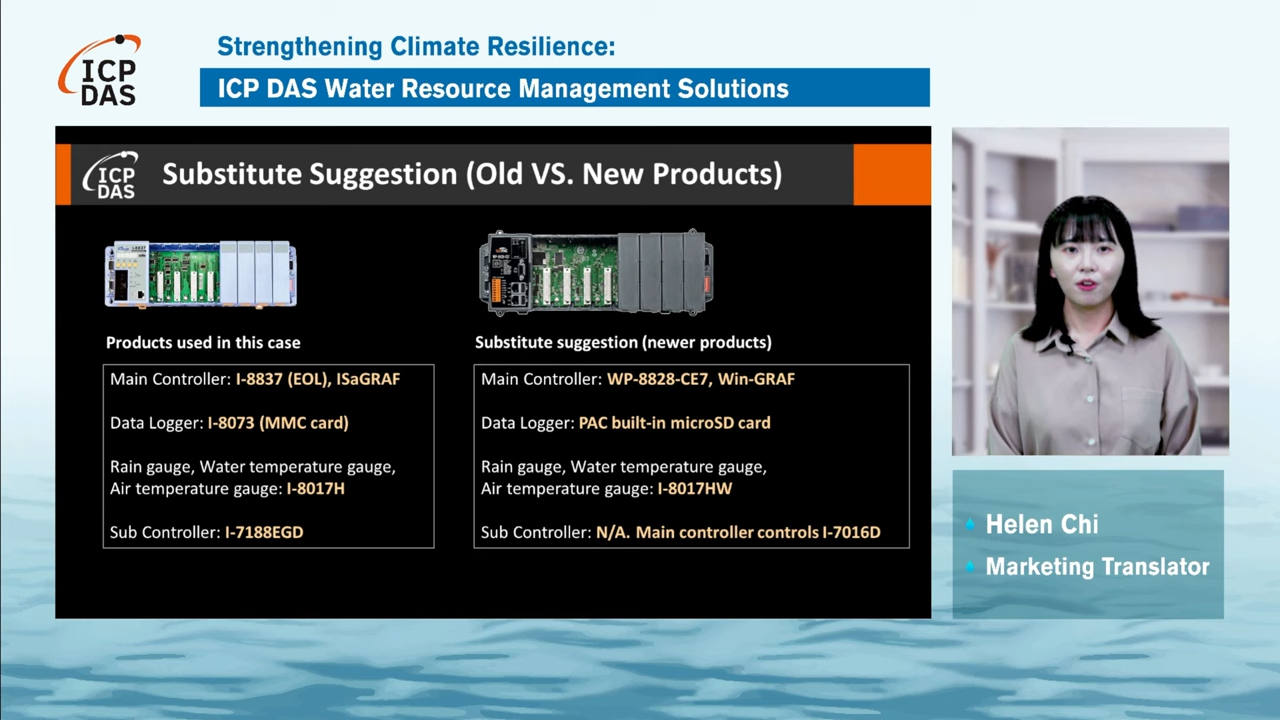 ICP
DAS
Strengthening Climate Resilience:
ICP DAS Water Resource Management Solutions
ICP
DAS
Substitute Suggestion (Old VS. New Products)
Products used in this case
Main Controller: I-8837 (EOL), ISaGRAF
Data Logger: I-8073 (MMC card)
Rain gauge, Water temperature gauge,
Air temperature gauge: I-8017H
Sub Controller: I-7188EGD
Substitute suggestion (newer products)
Main Controller: WP-8828-CE7, Win-GRAF
Data Logger: PAC built-in microSD card
Rain gauge, Water temperature gauge,
Air temperature gauge: I-8017HW
Sub Controller: N/A. Main controller controls I-7016D
Helen Chi
Marketing Translator